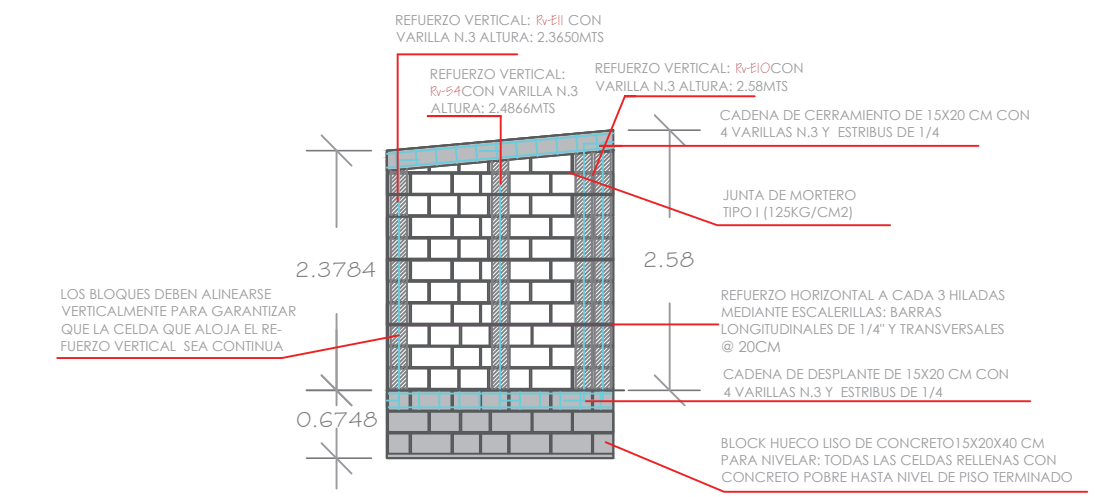 REFUERZO VERTICAL: Rv-E11 CON
VARILLA N.3 ALTURA: 2.3650MTS
REFUERZO VERTICAL:
Rv-S4CON VARILLA N.3
ALTURA: 2.4866MTS
REFUERZO VERTICAL: Rv-E10CON
VARILLA N.3 ALTURA: 2.58MTS
CADENA DE CERRAMIENTO DE 15X20 CM CON
4 VARILLAS N.3 Y ESTRIBUS DE 1/4
JUNTA DE MORTERO
TIPO I (125KG/CM2)
2.3784
2.58
LOS BLOQUES DEBEN ALINEARSE
VERTICALMENTE PARA GARANTIZAR
QUE LA CELDA QUE ALOJA EL RE-
FUERZO VERTICAL SEA CONTINUA
REFUERZO HORIZONTAL A CADA 3 HILADAS
MEDIANTE ESCALERILLAS: BARRAS
LONGITUDINALES DE 1/4" Y TRANSVERSALES
@ 20CM
CADENA DE DESPLANTE DE 15X20 CM CON
4 VARILLAS N.3 Y ESTRIBUS DE 1/4
0.6748
BLOCK HUECO LISO DE CONCRETO15X20X40 CM
PARA NIVELAR: TODAS LAS CELDAS RELLENAS CON
CONCRETO POBRE HASTA NIVEL DE PISO TERMINADO